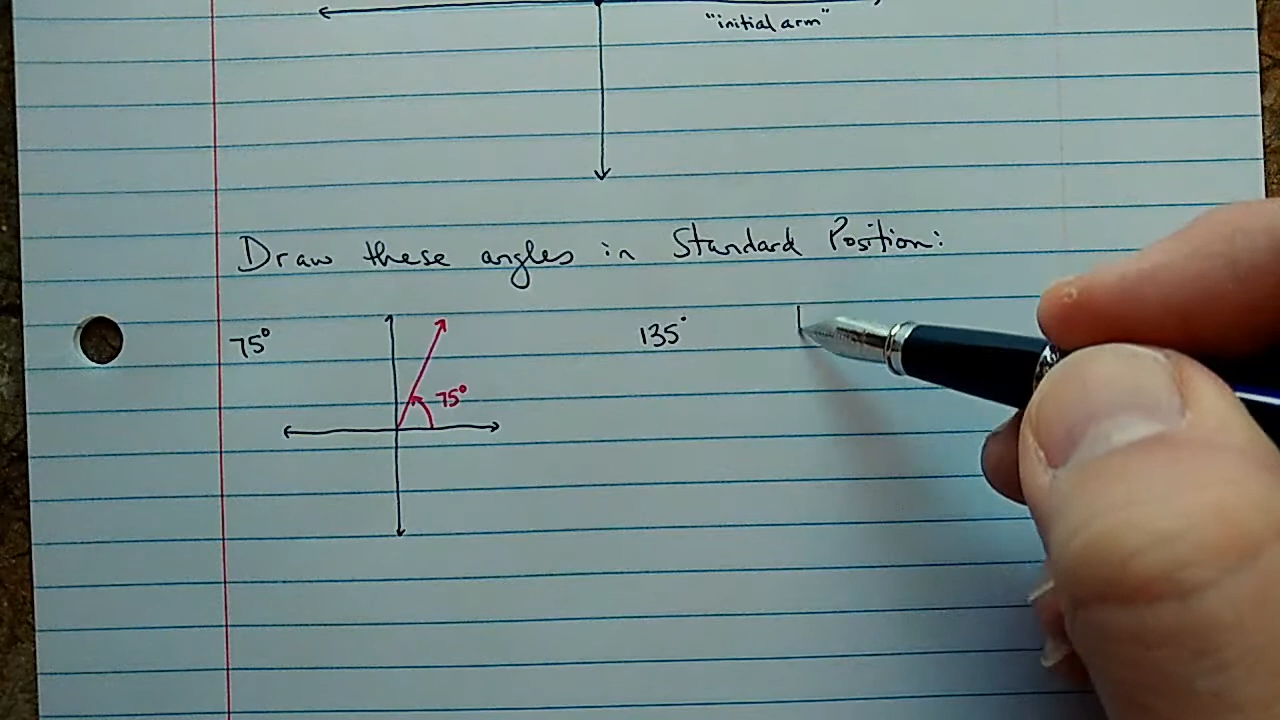 "initial arm"
Draw these angles in Standard Position:
75° 135°
75°